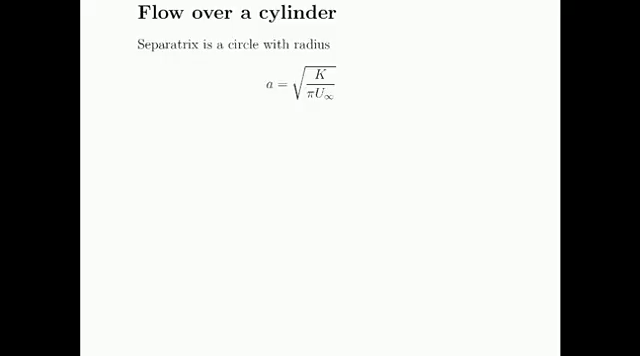 Flow over a cylinder
Separatrix is a circle with radius
a = √(K / πU∞)